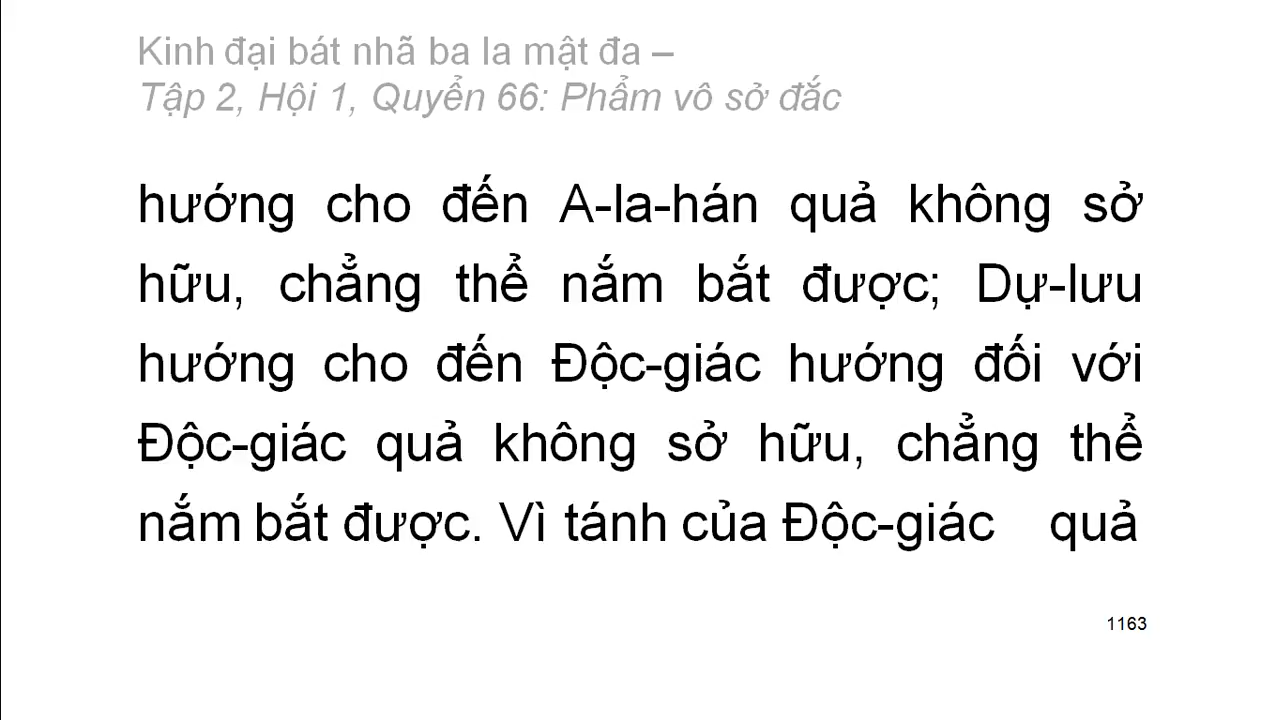 Kinh đại bát nhã ba la mật đa –
Tập 2, Hội 1, Quyển 66: Phẩm vô sở đắc
hướng cho đến A-la-hán quả không sở
hữu, chẳng thể nắm bắt được; Dự-lưu
hướng cho đến Độc-giác hướng đối với
Độc-giác quả không sở hữu, chẳng thể
nắm bắt được. Vì tánh của Độc-giác quả
1163